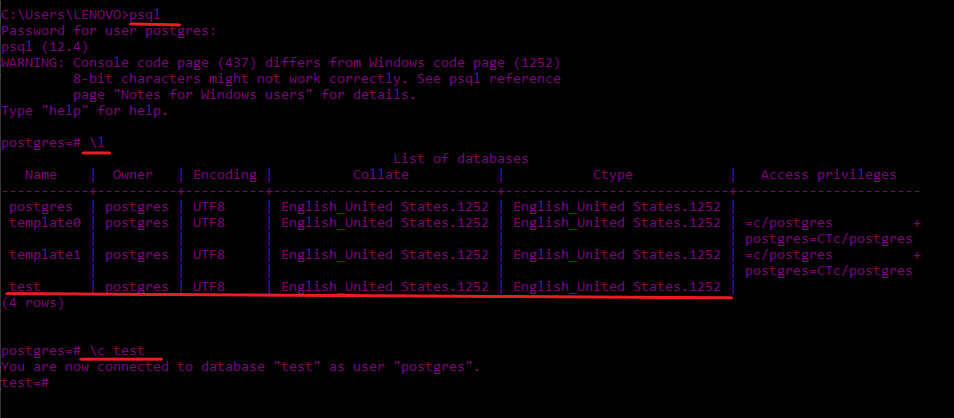 C:\Users\LENOVO>psql
Password for user postgres:
psql (12.4)
WARNING: Console code page (437) differs from Windows code page (1252)
         8-bit characters might not work correctly. See psql reference
         page "Notes for Windows users" for details.
Type "help" for help.

postgres=# \l
                                                 List of databases
   Name    |  Owner   | Encoding |          Collate           |           Ctype            |   Access privileges
-----------+----------+----------+----------------------------+----------------------------+-----------------------
 postgres  | postgres | UTF8     | English_United States.1252 | English_United States.1252 |
 template0 | postgres | UTF8     | English_United States.1252 | English_United States.1252 | =c/postgres          +
           |          |          |                            |                            | postgres=CTc/postgres
 template1 | postgres | UTF8     | English_United States.1252 | English_United States.1252 | =c/postgres          +
           |          |          |                            |                            | postgres=CTc/postgres
 test      | postgres | UTF8     | English_United States.1252 | English_United States.1252 |
(4 rows)

postgres=# \c test
You are now connected to database "test" as user "postgres".
test=#